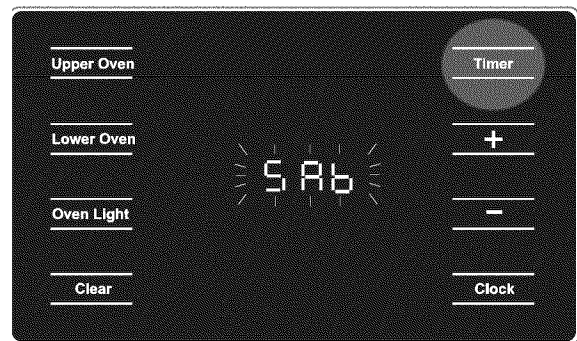 Upper Oven
Timer
Lower Oven
+
SAb
Oven Light
-
Clear
Clock